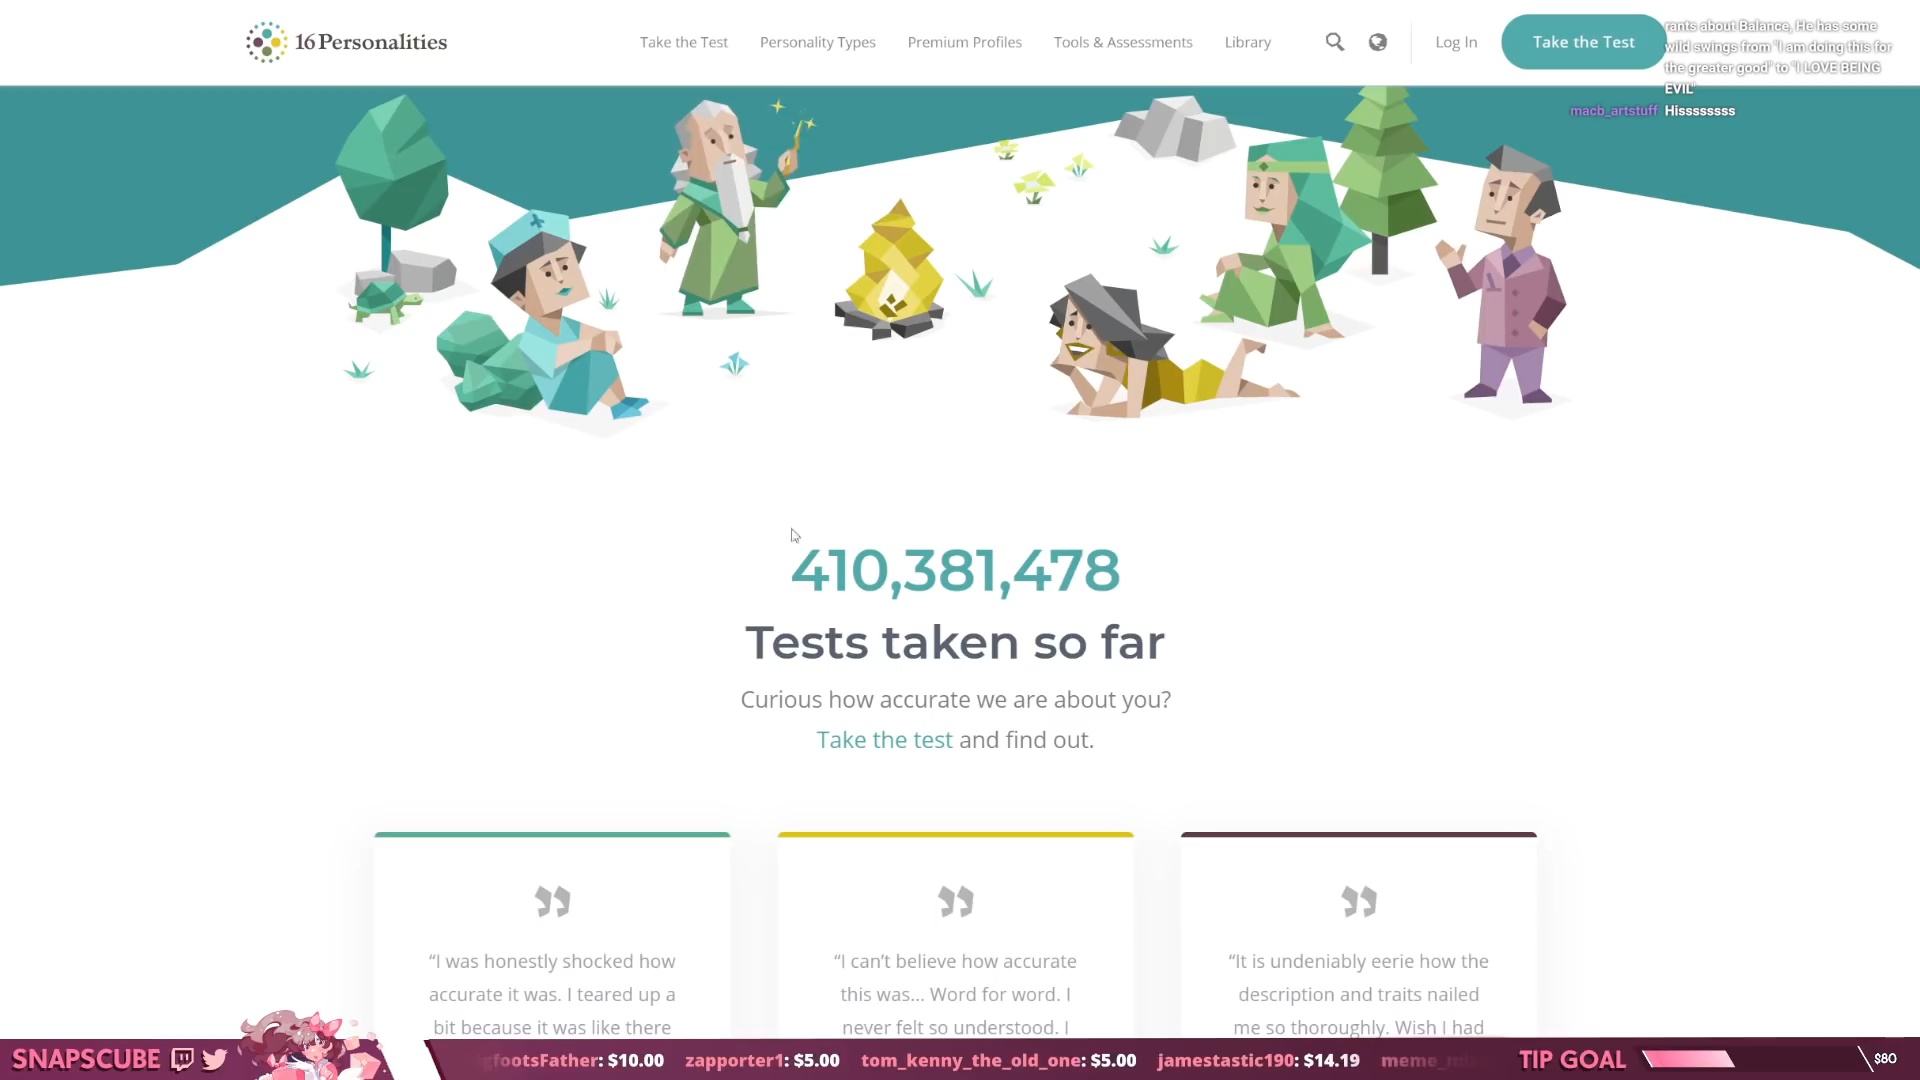 16Personalities
Take the Test
Personality Types
Premium Profiles
Tools & Assessments
Library
Log In
Take the Test
rants about Balance, He has some
wild swings from "I am doing this for
the greater good" to "I LOVE BEING
EVIL"
macb_artstuff Hissssssss
410,381,478
Tests taken so far
Curious how accurate we are about you?
Take the test and find out.
“I was honestly shocked how
accurate it was. I teared up a
bit because it was like there
“I can’t believe how accurate
this was... Word for word. I
never felt so understood. I
“It is undeniably eerie how the
description and traits nailed
me so thoroughly. Wish I had
SNAPSCUBE
footsFather: $10.00 zapporter1: $5.00 tom_kenny_the_old_one: $5.00 jamestastic190: $14.19
TIP GOAL
$80